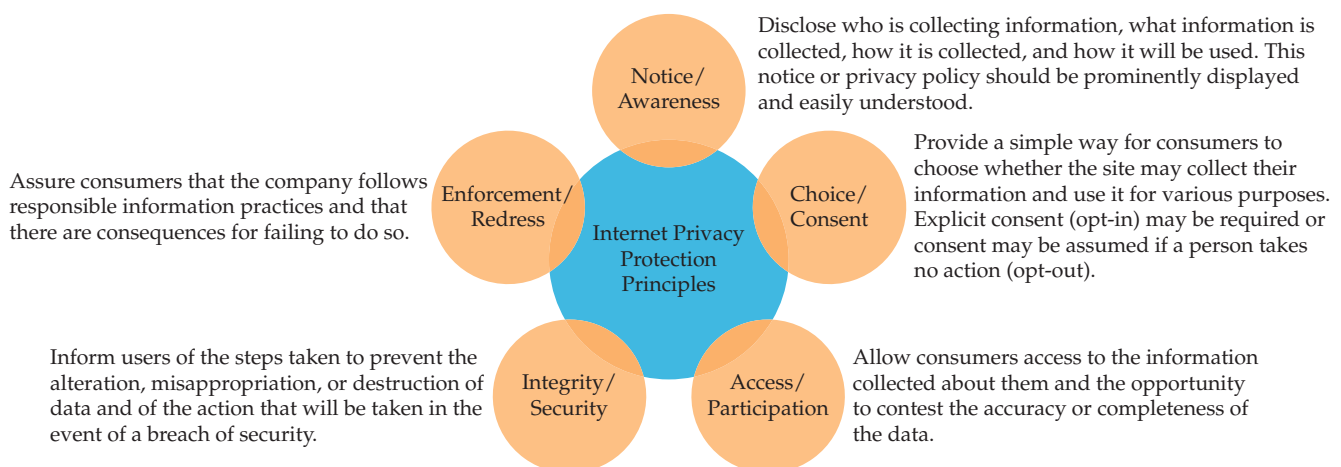 Notice/
Awareness
Disclose who is collecting information, what information is
collected, how it is collected, and how it will be used. This
notice or privacy policy should be prominently displayed
and easily understood.
Choice/
Consent
Provide a simple way for consumers to
choose whether the site may collect their
information and use it for various purposes.
Explicit consent (opt-in) may be required or
consent may be assumed if a person takes
no action (opt-out).
Access/
Participation
Allow consumers access to the information
collected about them and the opportunity
to contest the accuracy or completeness of
the data.
Integrity/
Security
Inform users of the steps taken to prevent the
alteration, misappropriation, or destruction of
data and of the action that will be taken in the
event of a breach of security.
Enforcement/
Redress
Assure consumers that the company follows
responsible information practices and that
there are consequences for failing to do so.
Internet Privacy
Protection
Principles